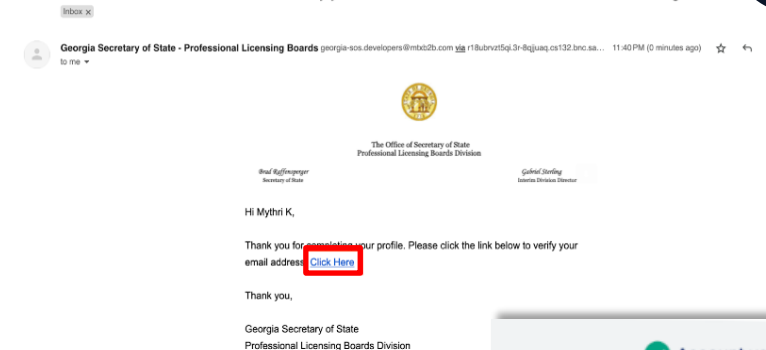 Inbox x
Georgia Secretary of State - Professional Licensing Boards georgia-sos.developers@mtxb2b.com via r18ubrvzt5qi.3r-8qjjuaq.cs132.bnc.sa... 11:40 PM (0 minutes ago)
to me
The Office of Secretary of State
Professional Licensing Boards Division
Brad Raffensperger
Secretary of State
Gabriel Sterling
Interim Division Director
Hi Mythri K,
Thank you for completing your profile. Please click the link below to verify your
email address Click Here
Thank you,
Georgia Secretary of State
Professional Licensing Boards Division